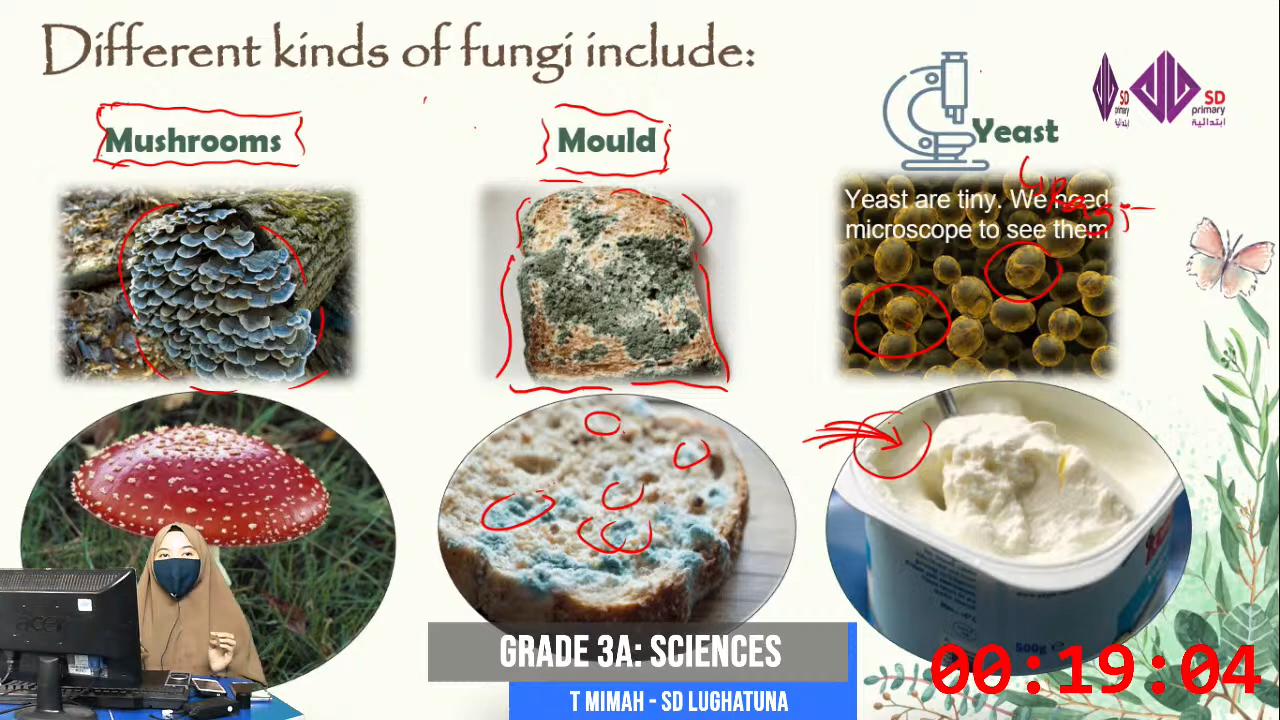 Different kinds of fungi include:
Mushrooms
Mould
Yeast
SD
primary
ابتدائية
SD
primary
ابتدائية
Yeast are tiny. We need
microscope to see them
acer
500g
GRADE 3A: SCIENCES
T MIMAH - SD LUGHATUNA
00:19:04